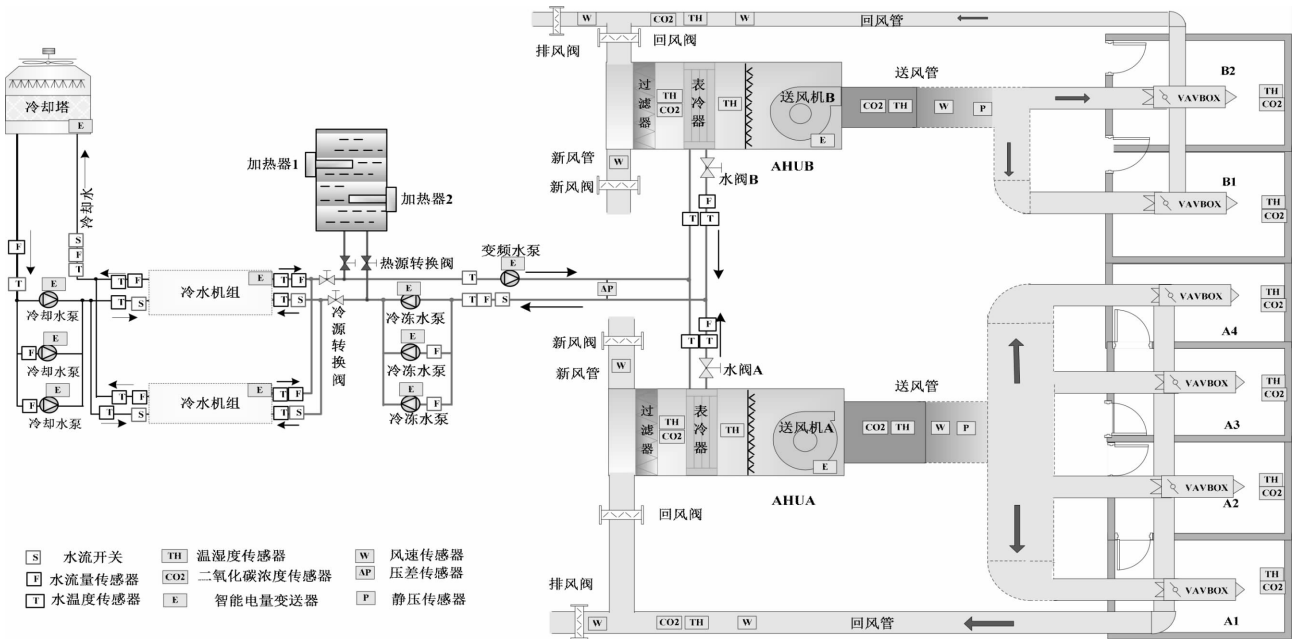 W
CO2
TH
W
回风管
排风阀
回风阀
冷却塔
E
过滤器
TH
CO2
表冷器
TH
送风机B
E
送风管
CO2
TH
W
P
B2
VAVBOX
TH
CO2
AHUB
新风管
W
新风阀
水阀B
F
T
T
B1
VAVBOX
TH
CO2
加热器1
加热器2
冷却水
S
F
T
F
T
热源转换阀
变频水泵
E
T
AP
T
F
冷水机组
E
T
F
T
S
T
S
E
冷却水泵
E
冷却水泵
F
E
冷却水泵
F
冷源转换阀
E
冷冻水泵
T
F
S
E
冷冻水泵
F
E
冷冻水泵
F
T
F
冷水机组
E
T
F
T
S
T
S
新风阀
新风管
W
F
T
T
水阀A
过滤器
TH
CO2
表冷器
TH
送风机A
E
送风管
CO2
TH
W
P
AHUA
VAVBOX
TH
CO2
A4
VAVBOX
TH
CO2
A3
VAVBOX
TH
CO2
A2
VAVBOX
TH
CO2
A1
回风阀
排风阀
W
CO2
TH
W
回风管
S 水流开关
F 水流量传感器
T 水温度传感器
TH 温湿度传感器
CO2 二氧化碳浓度传感器
E 智能电量变送器
W 风速传感器
AP 压差传感器
P 静压传感器